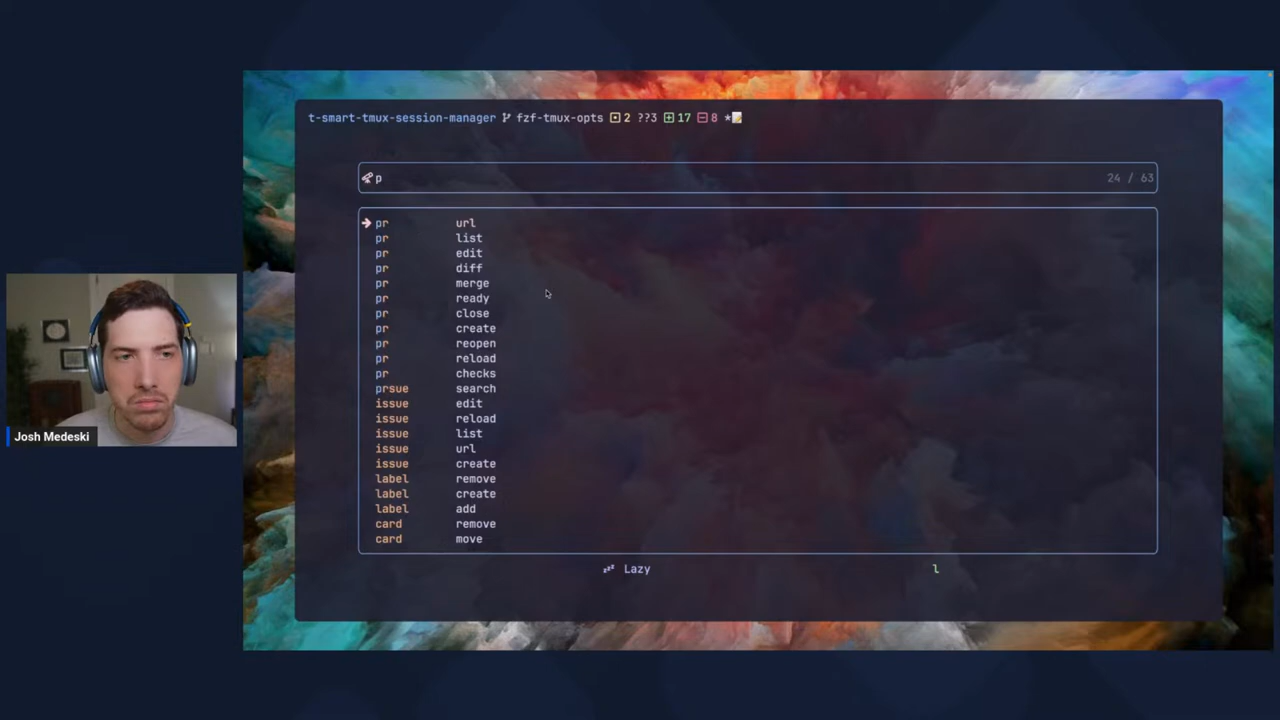 t-smart-tmux-session-manager fzf-tmux-opts 2 ??3 17 8
p 24 / 63
pr url
pr list
pr edit
pr diff
pr merge
pr ready
pr close
pr create
pr reopen
pr reload
pr checks
prsue search
issue edit
issue reload
issue list
issue url
issue create
label remove
label create
label add
card remove
card move
Josh Medeski
zzz Lazy l